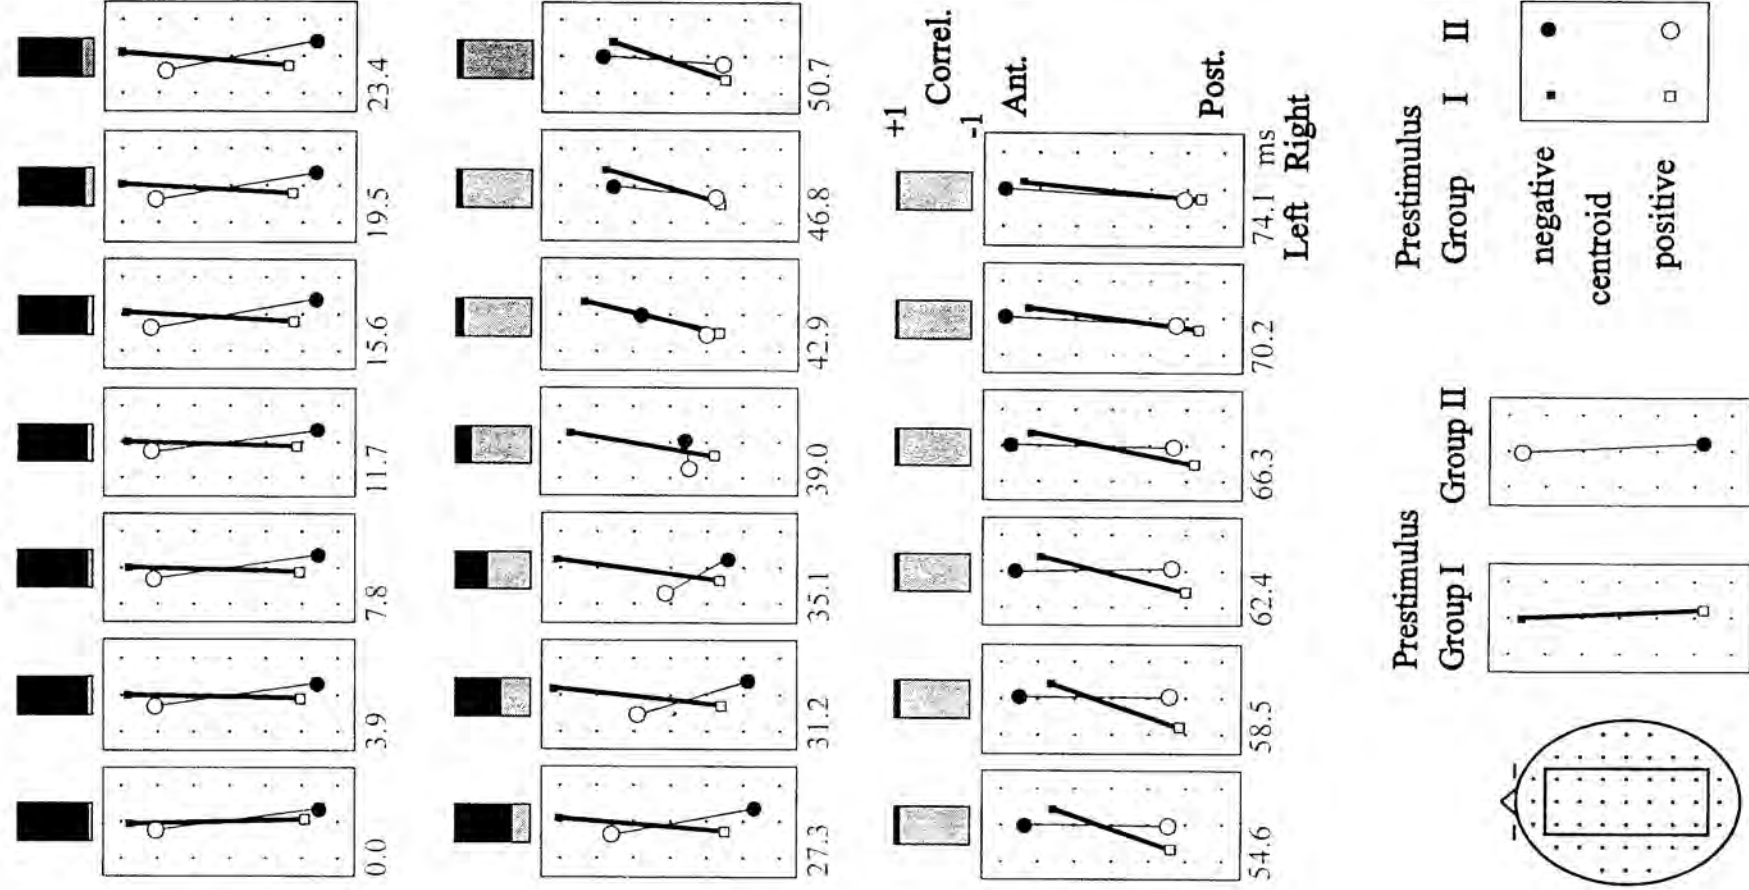 0.0 3.9 7.8 11.7 15.6 19.5 23.4
27.3 31.2 35.1 39.0 42.9 46.8 50.7
+1
Correl.
-1
Ant.
Post.
54.6 58.5 62.4 66.3 70.2 74.1 ms
Left Right
Prestimulus
Group I Group II
Prestimulus
Group I II
negative
centroid
positive